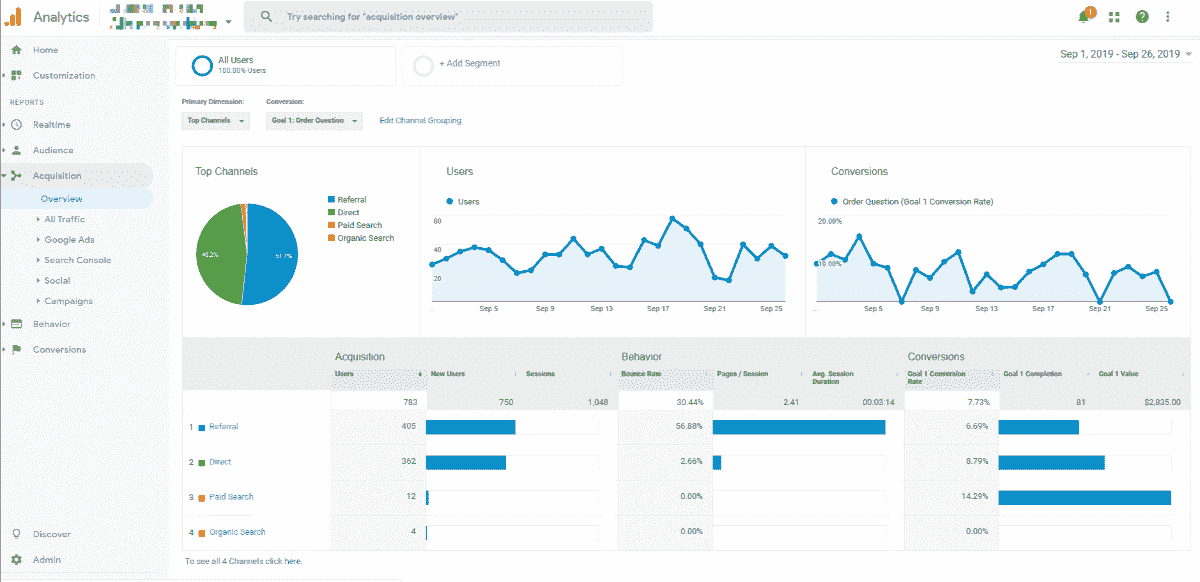 Analytics
Try searching for "acquisition overview"
1
Home
Customization
REPORTS
Realtime
Audience
Acquisition
Overview
All Traffic
Google Ads
Search Console
Social
Campaigns
Behavior
Conversions
Discover
Admin
All Users
100.00% Users
+ Add Segment
Sep 1, 2019 - Sep 26, 2019
Primary Dimension:
Conversion:
Top Channels
Goal 1: Order Question
Edit Channel Grouping
Top Channels
40.2%
51.7%
Referral
Direct
Paid Search
Organic Search
Users
Users
60
40
20
... Sep 5 Sep 9 Sep 13 Sep 17 Sep 21 Sep 25
Conversions
Order Question (Goal 1 Conversion Rate)
20.00%
10.00%
... Sep 5 Sep 9 Sep 13 Sep 17 Sep 21 Sep 25
Acquisition Behavior Conversions
Users New Users Sessions Bounce Rate Pages / Session Avg. Session Duration Goal 1 Conversion Rate Goal 1 Completion Goal 1 Value
783 750 1,048 30.44% 2.41 00:03:14 7.73% 81 $2,835.00
1 Referral 405 56.88% 6.69%
2 Direct 362 2.66% 8.79%
3 Paid Search 12 0.00% 14.29%
4 Organic Search 4 0.00% 0.00%
To see all 4 Channels click here.